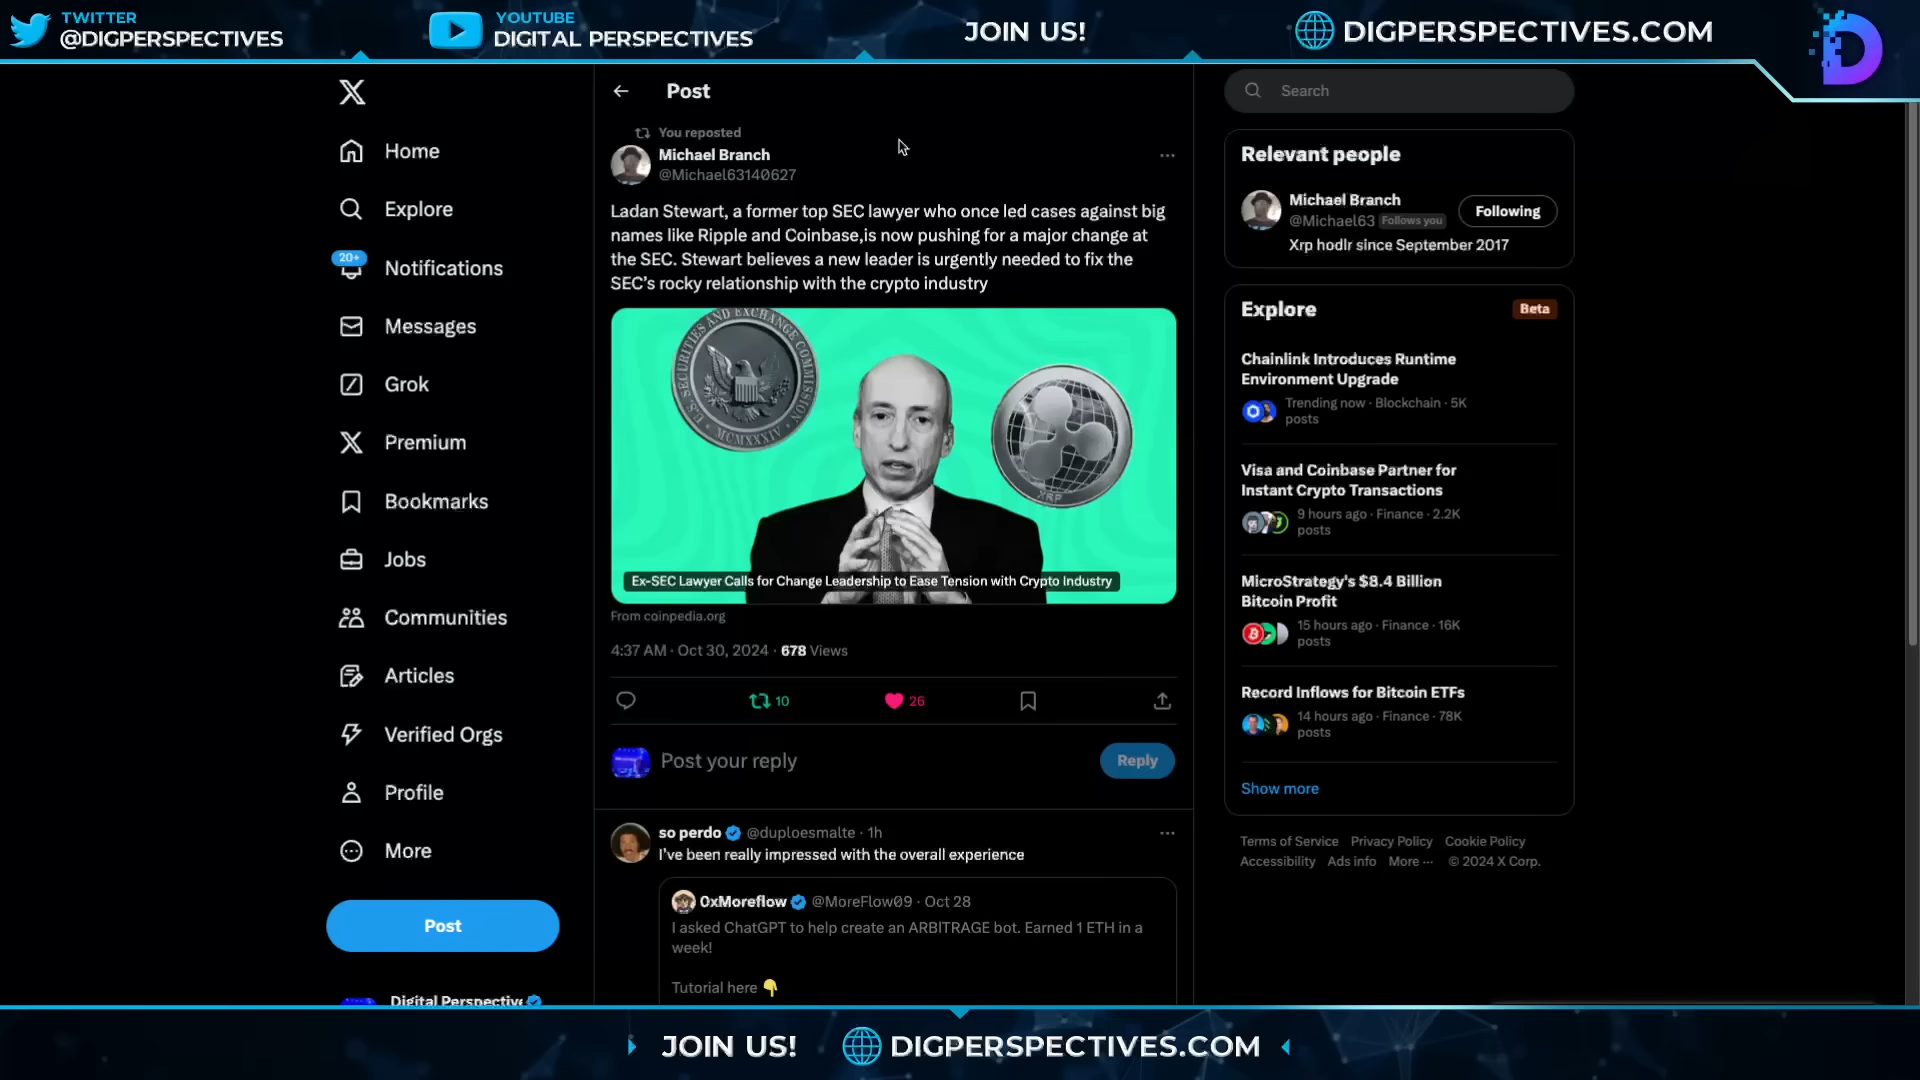 TWITTER
@DIGPERSPECTIVES
YOUTUBE
DIGITAL PERSPECTIVES
JOIN US!
DIGPERSPECTIVES.COM
Home
Explore
20+
Notifications
Messages
Grok
Premium
Bookmarks
Jobs
Communities
Articles
Verified Orgs
Profile
More
Post
Digital Perspective
Post
You reposted
Michael Branch
@Michael63140627
Ladan Stewart, a former top SEC lawyer who once led cases against big
names like Ripple and Coinbase,is now pushing for a major change at
the SEC. Stewart believes a new leader is urgently needed to fix the
SEC's rocky relationship with the crypto industry
U.S. SECURITIES AND EXCHANGE COMMISSION
MCMXXXIV
XRP
Ex-SEC Lawyer Calls for Change Leadership to Ease Tension with Crypto Industry
From coinpedia.org
4:37 AM · Oct 30, 2024 · 678 Views
10
26
Post your reply
Reply
so perdo @duploesmalte · 1h
I've been really impressed with the overall experience
0xMoreflow @MoreFlow09 · Oct 28
I asked ChatGPT to help create an ARBITRAGE bot. Earned 1 ETH in a
week!
Tutorial here 👇
Search
Relevant people
Michael Branch
@Michael63 Follows you
Following
Xrp hodlr since September 2017
Explore
Beta
Chainlink Introduces Runtime
Environment Upgrade
Trending now · Blockchain · 5K
posts
Visa and Coinbase Partner for
Instant Crypto Transactions
9 hours ago · Finance · 2.2K
posts
MicroStrategy's $8.4 Billion
Bitcoin Profit
15 hours ago · Finance · 16K
posts
Record Inflows for Bitcoin ETFs
14 hours ago · Finance · 78K
posts
Show more
Terms of Service Privacy Policy Cookie Policy
Accessibility Ads info More ··· © 2024 X Corp.
JOIN US!
DIGPERSPECTIVES.COM